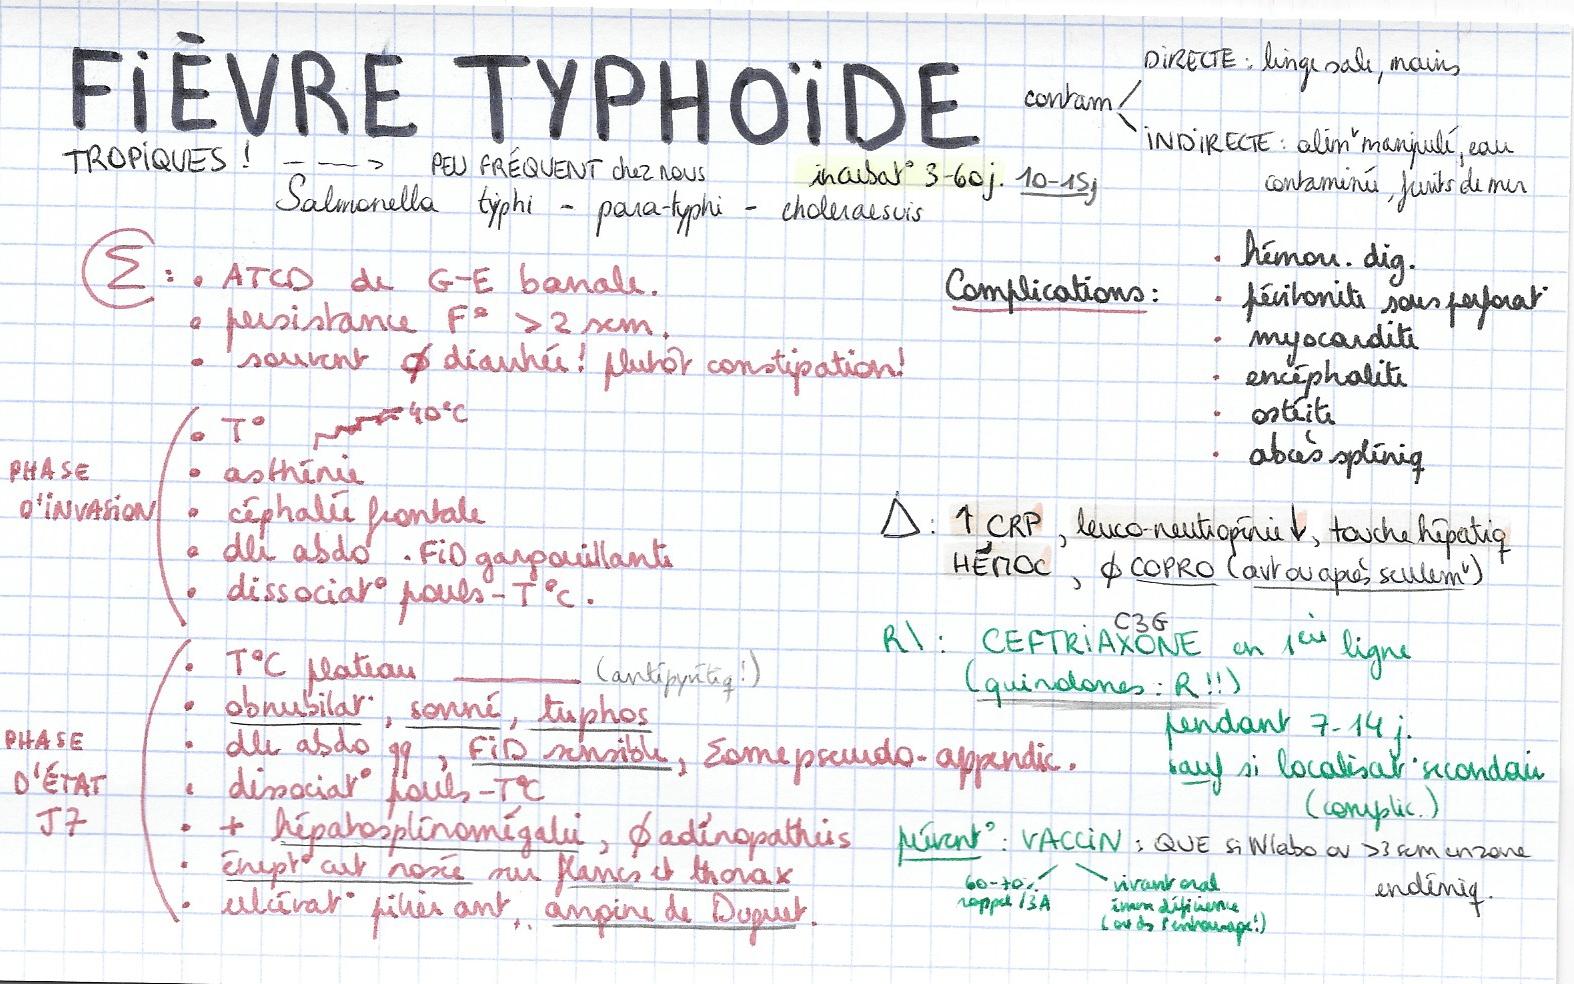 FiÈVRE TYPHOïDE
contam
DiRECTE : linge sale, mains
iNDiRECTE : alimt manipulé, eau
contaminée, fruits de mer
TROPiQUES ! ---> PEU FRÉQUENT chez nous
incubat° 3-60j. 10-15j
Salmonella typhi - para-typhi - choleraesuis
Σ : • ATCD de G-E banale.
• persistance F° > 2 sem.
• souvent ∅ diarrhée ! plutôt constipation !
PHASE D'iNVASiON
• T° 40°C
• asthénie
• céphalée frontale
• dlr abdo . FiD gargouillante
• dissociat° pouls - T°C.
PHASE D'ÉTAT J7
• T°C plateau (antipyrétiq !)
• obnubilat°, sonné, tuphos
• dlr abdo gg, FiD sensible, Σome pseudo-appendic.
• dissociat° pouls - T°C
• + hépatosplénomégalie, ∅ adénopathies
• érupt° cut rosée sur flancs et thorax
• ulcérat° pilier ant., angine de Duguet.
Complications :
• hémorr. dig.
• péritonite sous perforat°
• myocardite
• encéphalite
• ostéite
• abcès spléniq
Δ : ↑ CRP, leuco-neutropénie ↓, touche hépatiq
HÉMOC, ∅ COPRO (avt ou après seulemt)
R\ : CEFTRiAXONE en 1ère ligne
C3G
(quinolones : R !!)
pendant 7-14 j.
sauf si localisat° secondaire
(complic.)
prévent° : VACCiN : QUE si W labo ou >3 sem en zone
endémiq.
60-70%
rappel /3A
vivant oral
immu déficience
(ou ds l'entourage !)